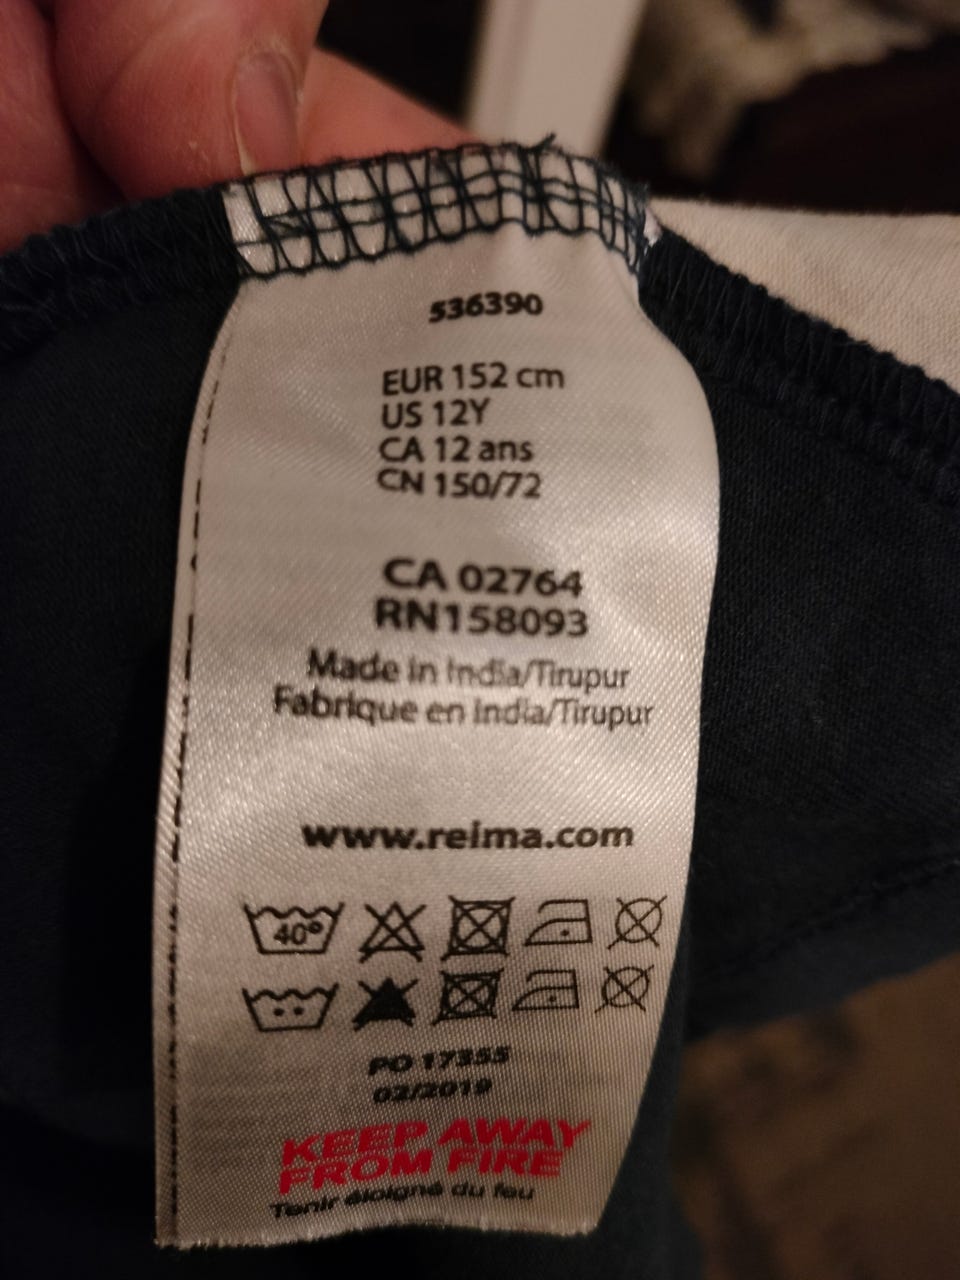 536390
EUR 152 cm
US 12Y
CA 12 ans
CN 150/72
CA 02764
RN158093
Made in India/Tirupur
Fabrique en India/Tirupur
www.reima.com
40°
PO 17355
02/2019
KEEP AWAY
FROM FIRE
Tenir éloigné du feu